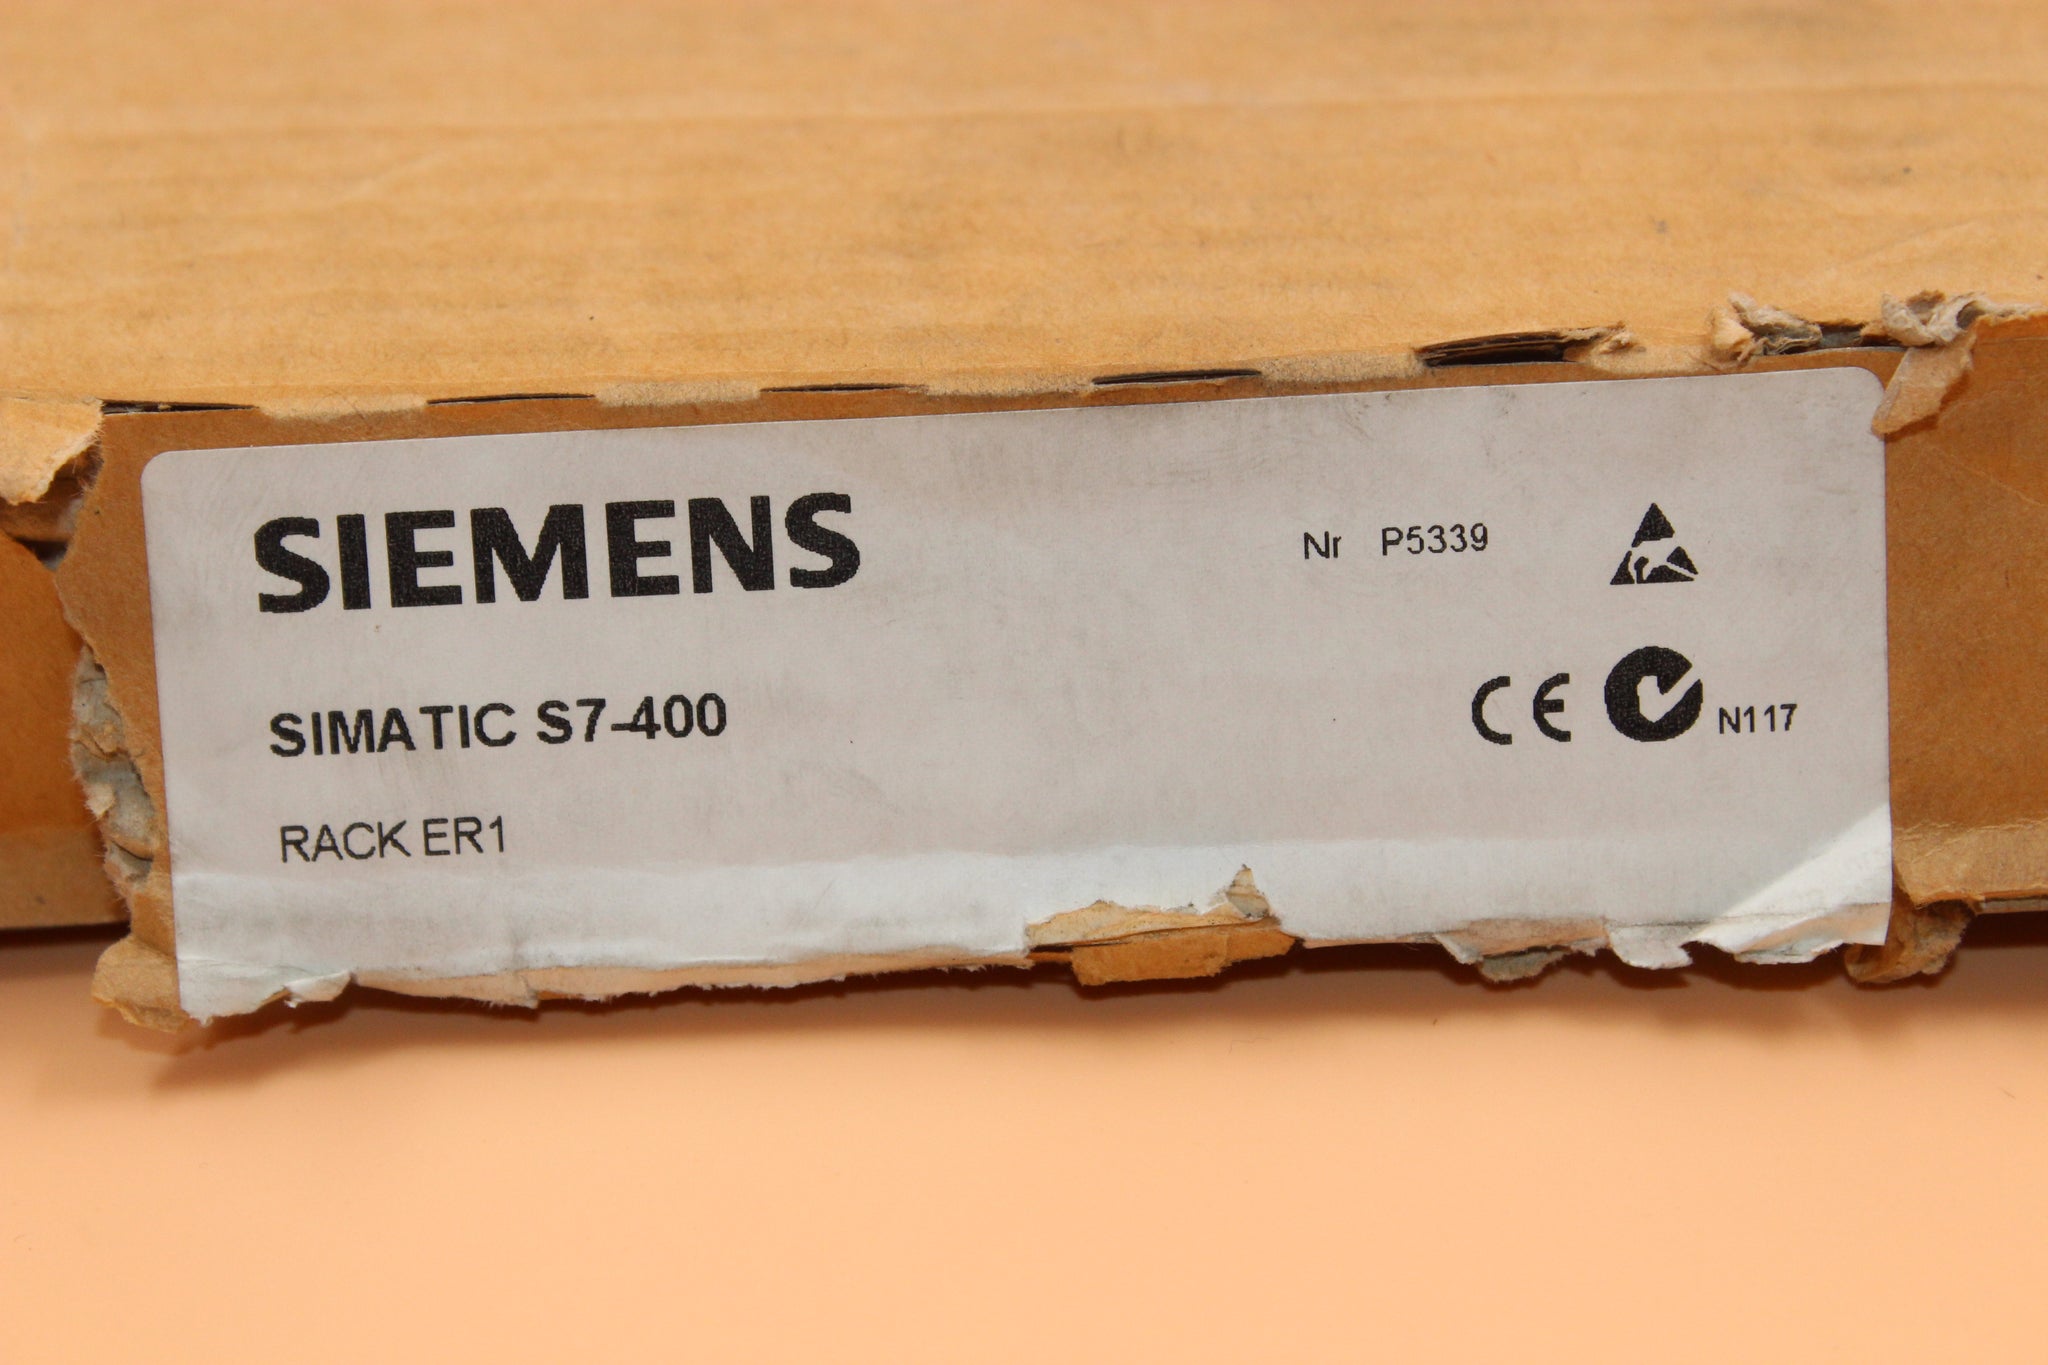 SIEMENS
Nr P5339
SIMATIC S7-400
CE N117
RACK ER1